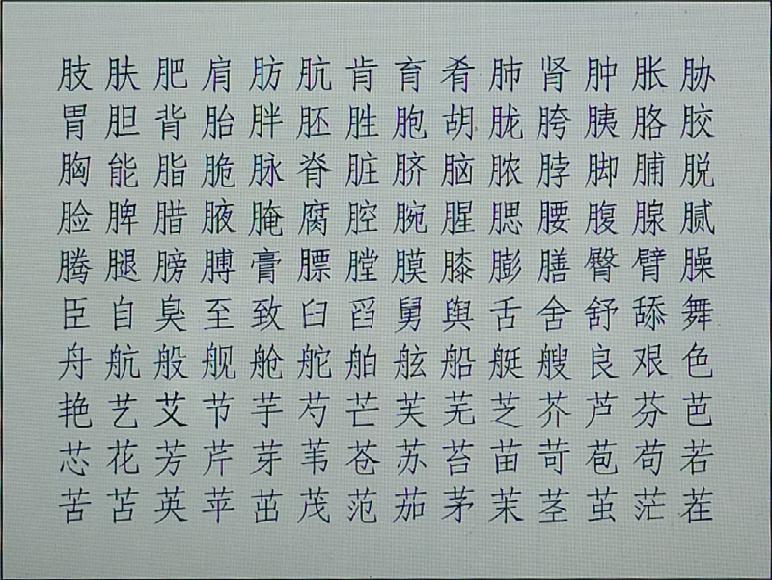 肢肤肥肩肪肮肯育肴肺肾肿胀胁
胃胆背胎胖胚胜胞胡胧胯胰胳胶
胸能脂脆脉脊脏脐脑脓脖脚脯脱
脸脾腊腋腌腐腔腕腥腮腰腹腺腻
腾腿膀膊膏膘膛膜膝膨膳臀臂臊
臣自臭至致臼舀舅舆舌舍舒舔舞
舟航般舰舱舵舶舷船艇艘良艰色
艳艺艾节芋芍芒芙芜芝芥芦芬芭
芯花芳芹芽苇苍苏苔苗苛苞苟若
苦苫英苹茁茂范茄茅茉茎茧茫茬